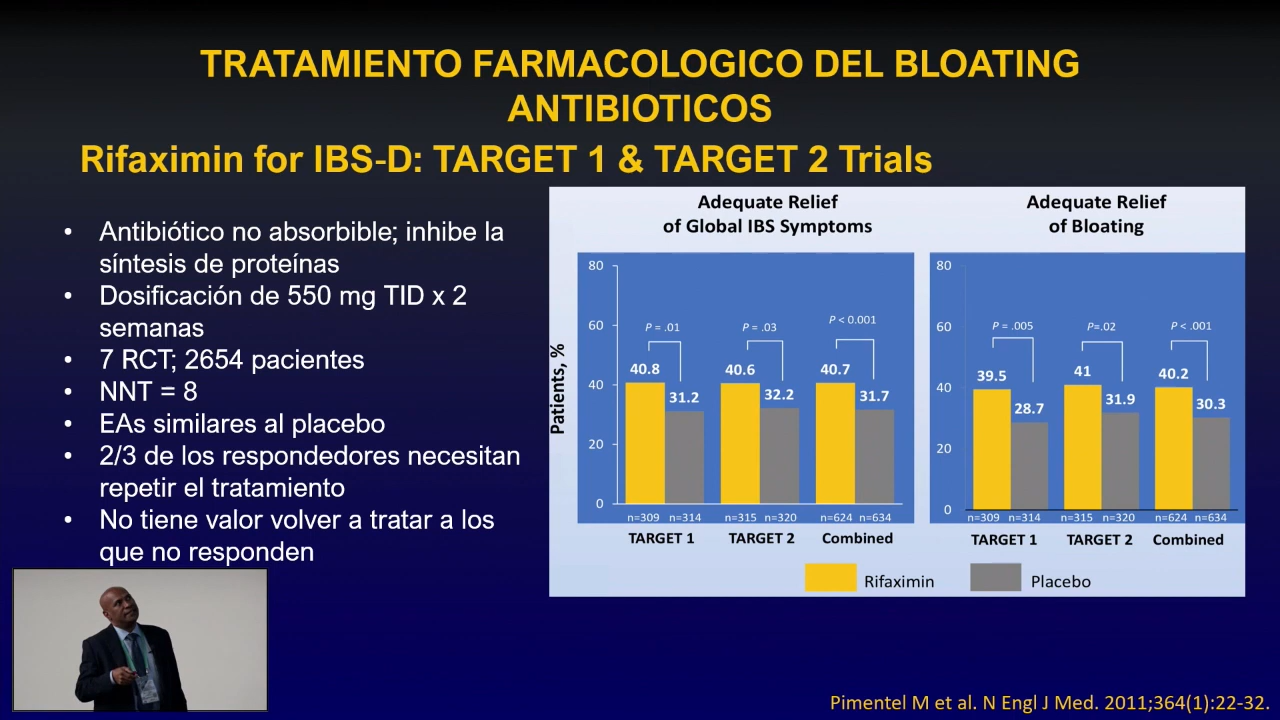 TRATAMIENTO FARMACOLOGICO DEL BLOATING
ANTIBIOTICOS
Rifaximin for IBS-D: TARGET 1 & TARGET 2 Trials
• Antibiótico no absorbible; inhibe la
síntesis de proteínas
• Dosificación de 550 mg TID x 2
semanas
• 7 RCT; 2654 pacientes
• NNT = 8
• EAs similares al placebo
• 2/3 de los respondedores necesitan
repetir el tratamiento
• No tiene valor volver a tratar a los
que no responden
Adequate Relief
of Global IBS Symptoms
Patients, %
80
60
40
20
0
P = .01
P = .03
P < 0.001
40.8
31.2
40.6
32.2
40.7
31.7
n=309 n=314
n=315 n=320
n=624 n=634
TARGET 1
TARGET 2
Combined
Adequate Relief
of Bloating
80
60
40
20
0
P = .005
P=.02
P < .001
39.5
28.7
41
31.9
40.2
30.3
n=309 n=314
n=315 n=320
n=624 n=634
TARGET 1
TARGET 2
Combined
Rifaximin
Placebo
Pimentel M et al. N Engl J Med. 2011;364(1):22-32.